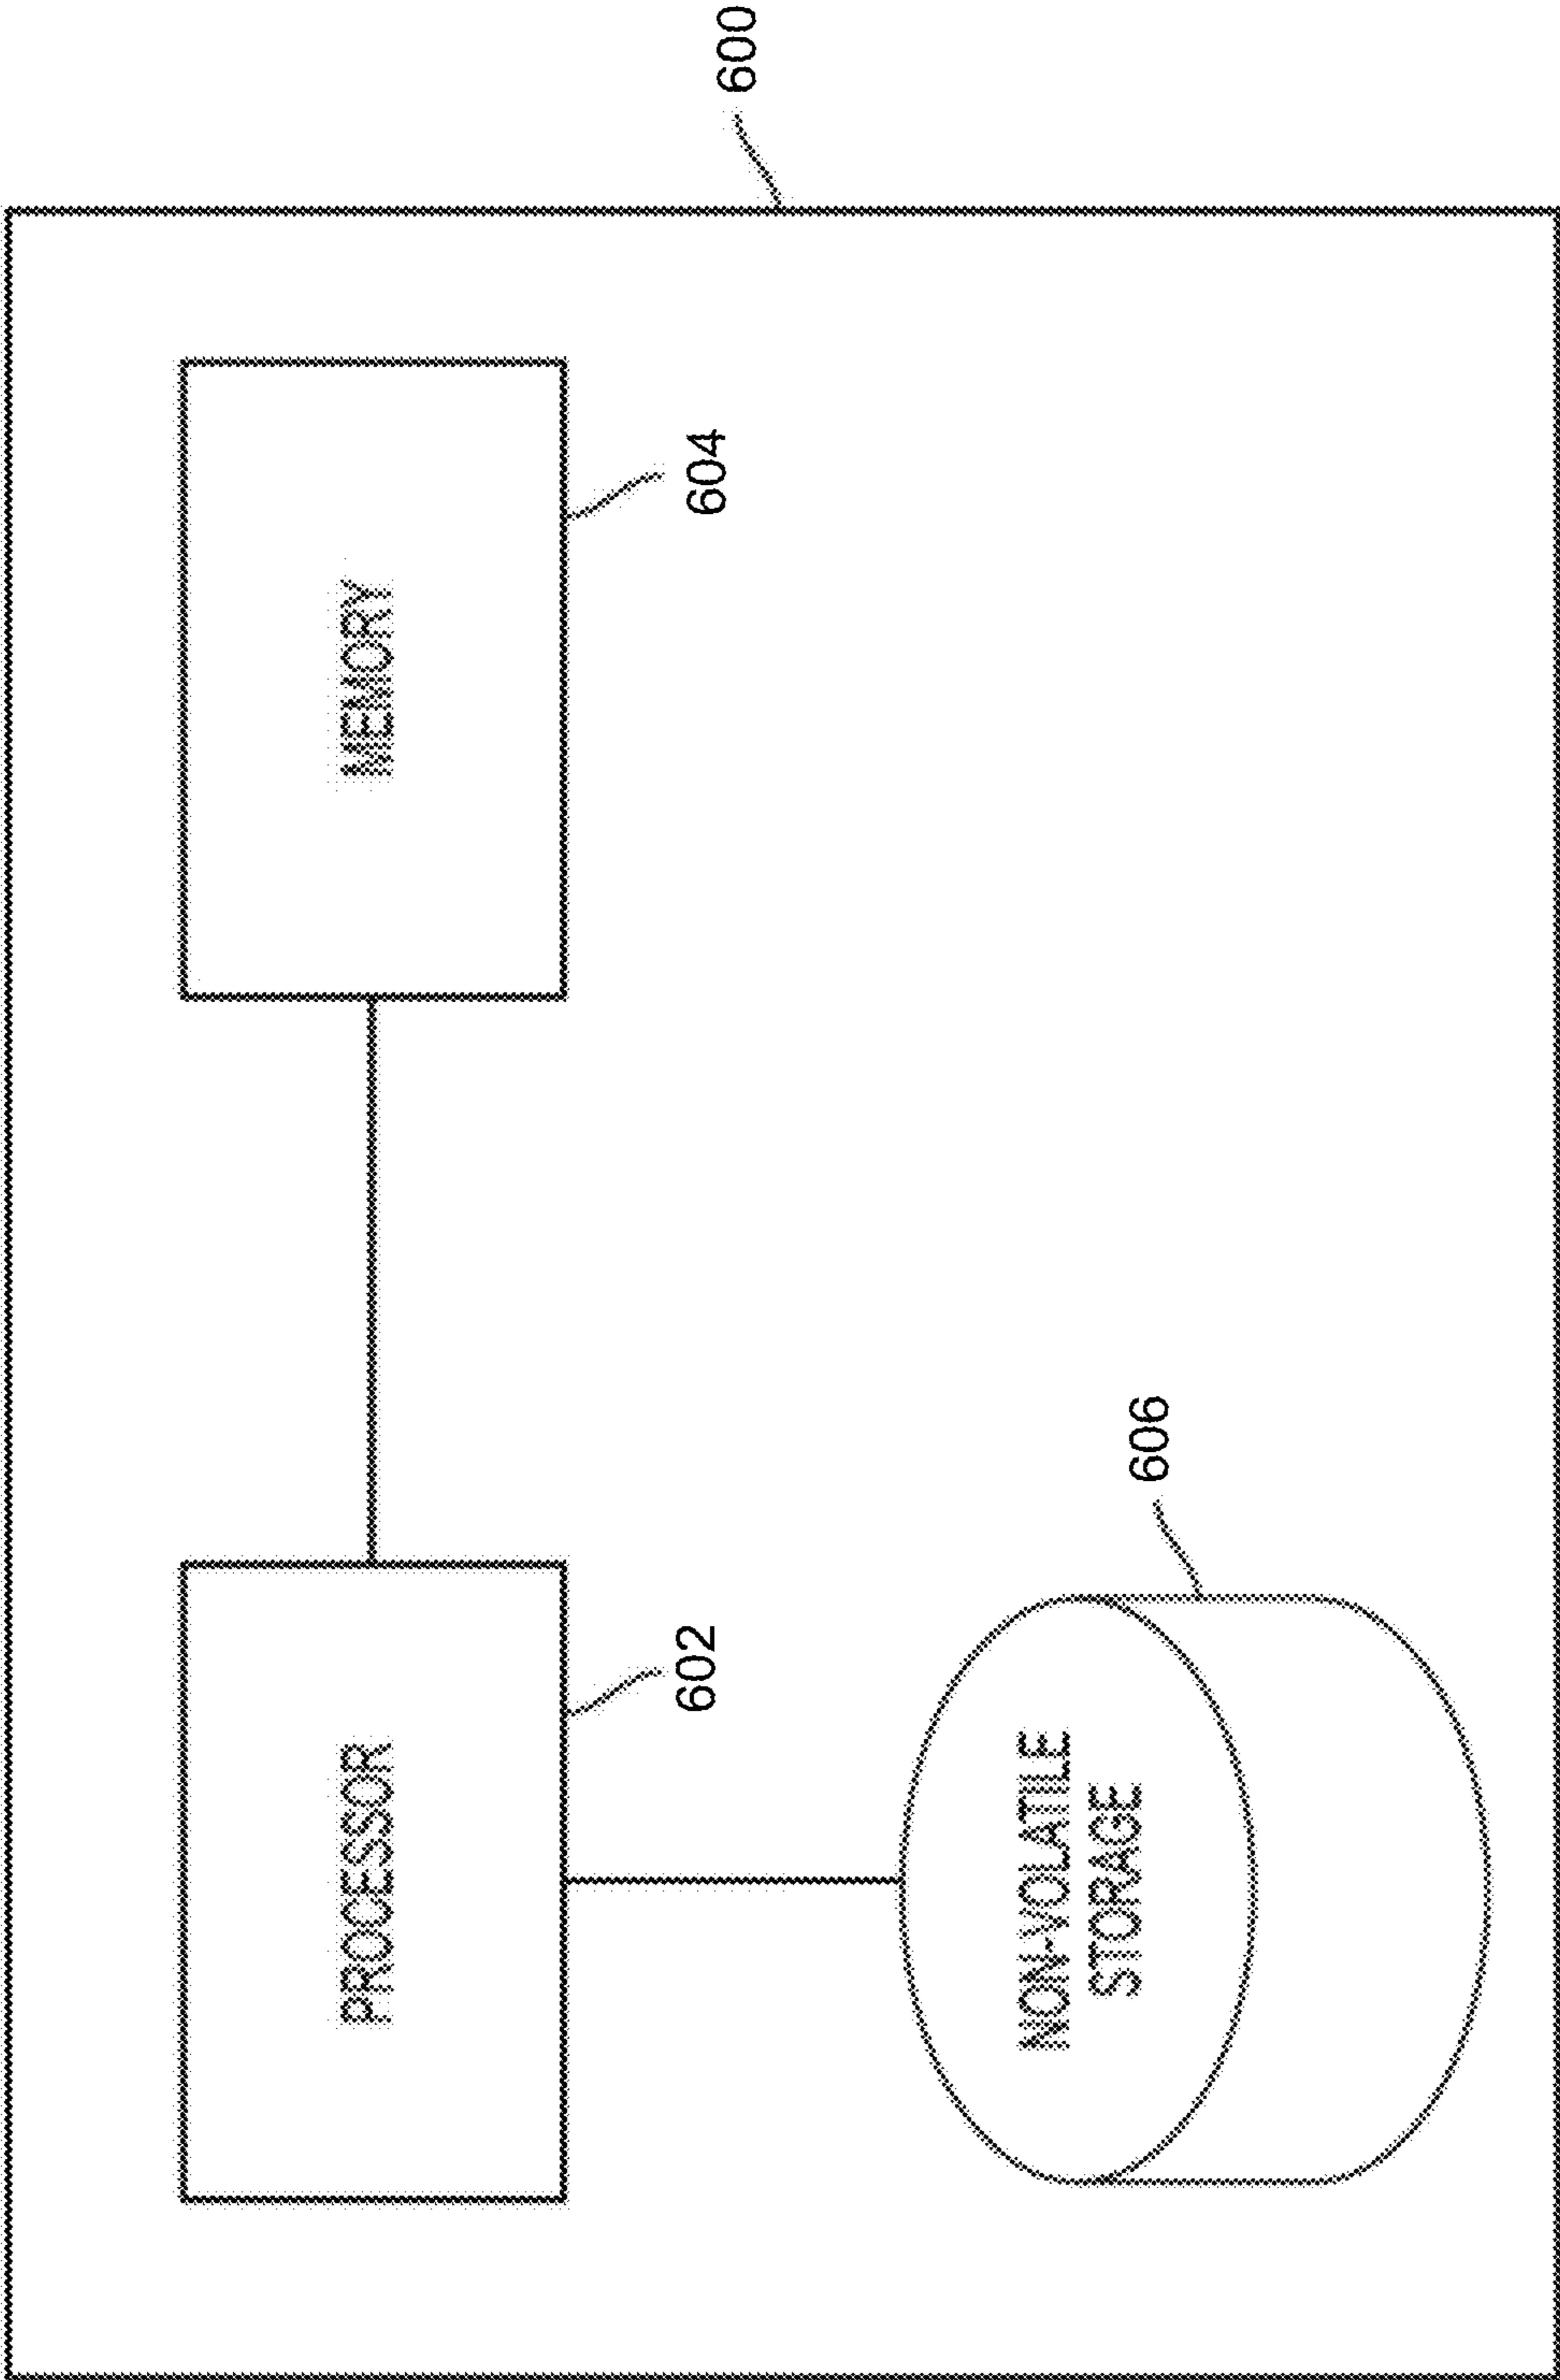 PROCESSOR
602
MEMORY
604
600
NON-VOLATILE
STORAGE
606